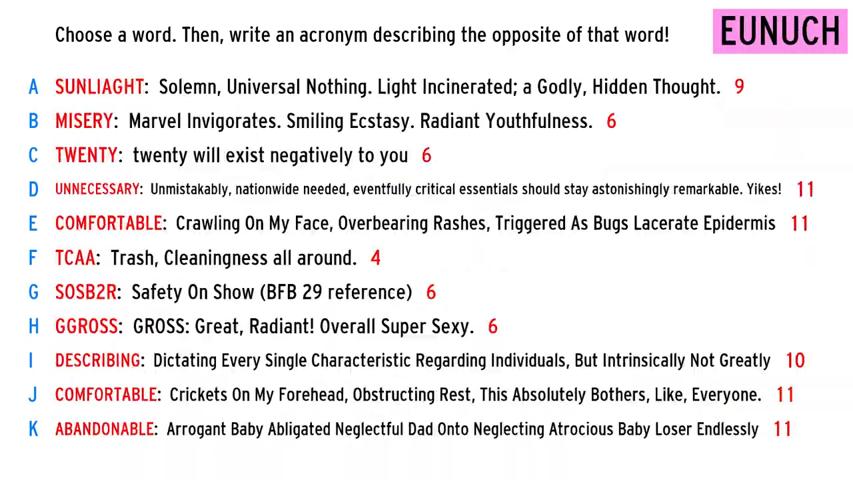 Choose a word. Then, write an acronym describing the opposite of that word! EUNUCH
A SUNLIAGHT: Solemn, Universal Nothing. Light Incinerated; a Godly, Hidden Thought. 9
B MISERY: Marvel Invigorates. Smiling Ecstasy. Radiant Youthfulness. 6
C TWENTY: twenty will exist negatively to you 6
D UNNECESSARY: Unmistakably, nationwide needed, eventfully critical essentials should stay astonishingly remarkable. Yikes! 11
E COMFORTABLE: Crawling On My Face, Overbearing Rashes, Triggered As Bugs Lacerate Epidermis 11
F TCAA: Trash, Cleaningness all around. 4
G SOSB2R: Safety On Show (BFB 29 reference) 6
H GGROSS: GROSS: Great, Radiant! Overall Super Sexy. 6
I DESCRIBING: Dictating Every Single Characteristic Regarding Individuals, But Intrinsically Not Greatly 10
J COMFORTABLE: Crickets On My Forehead, Obstructing Rest, This Absolutely Bothers, Like, Everyone. 11
K ABANDONABLE: Arrogant Baby Abligated Neglectful Dad Onto Neglecting Atrocious Baby Loser Endlessly 11